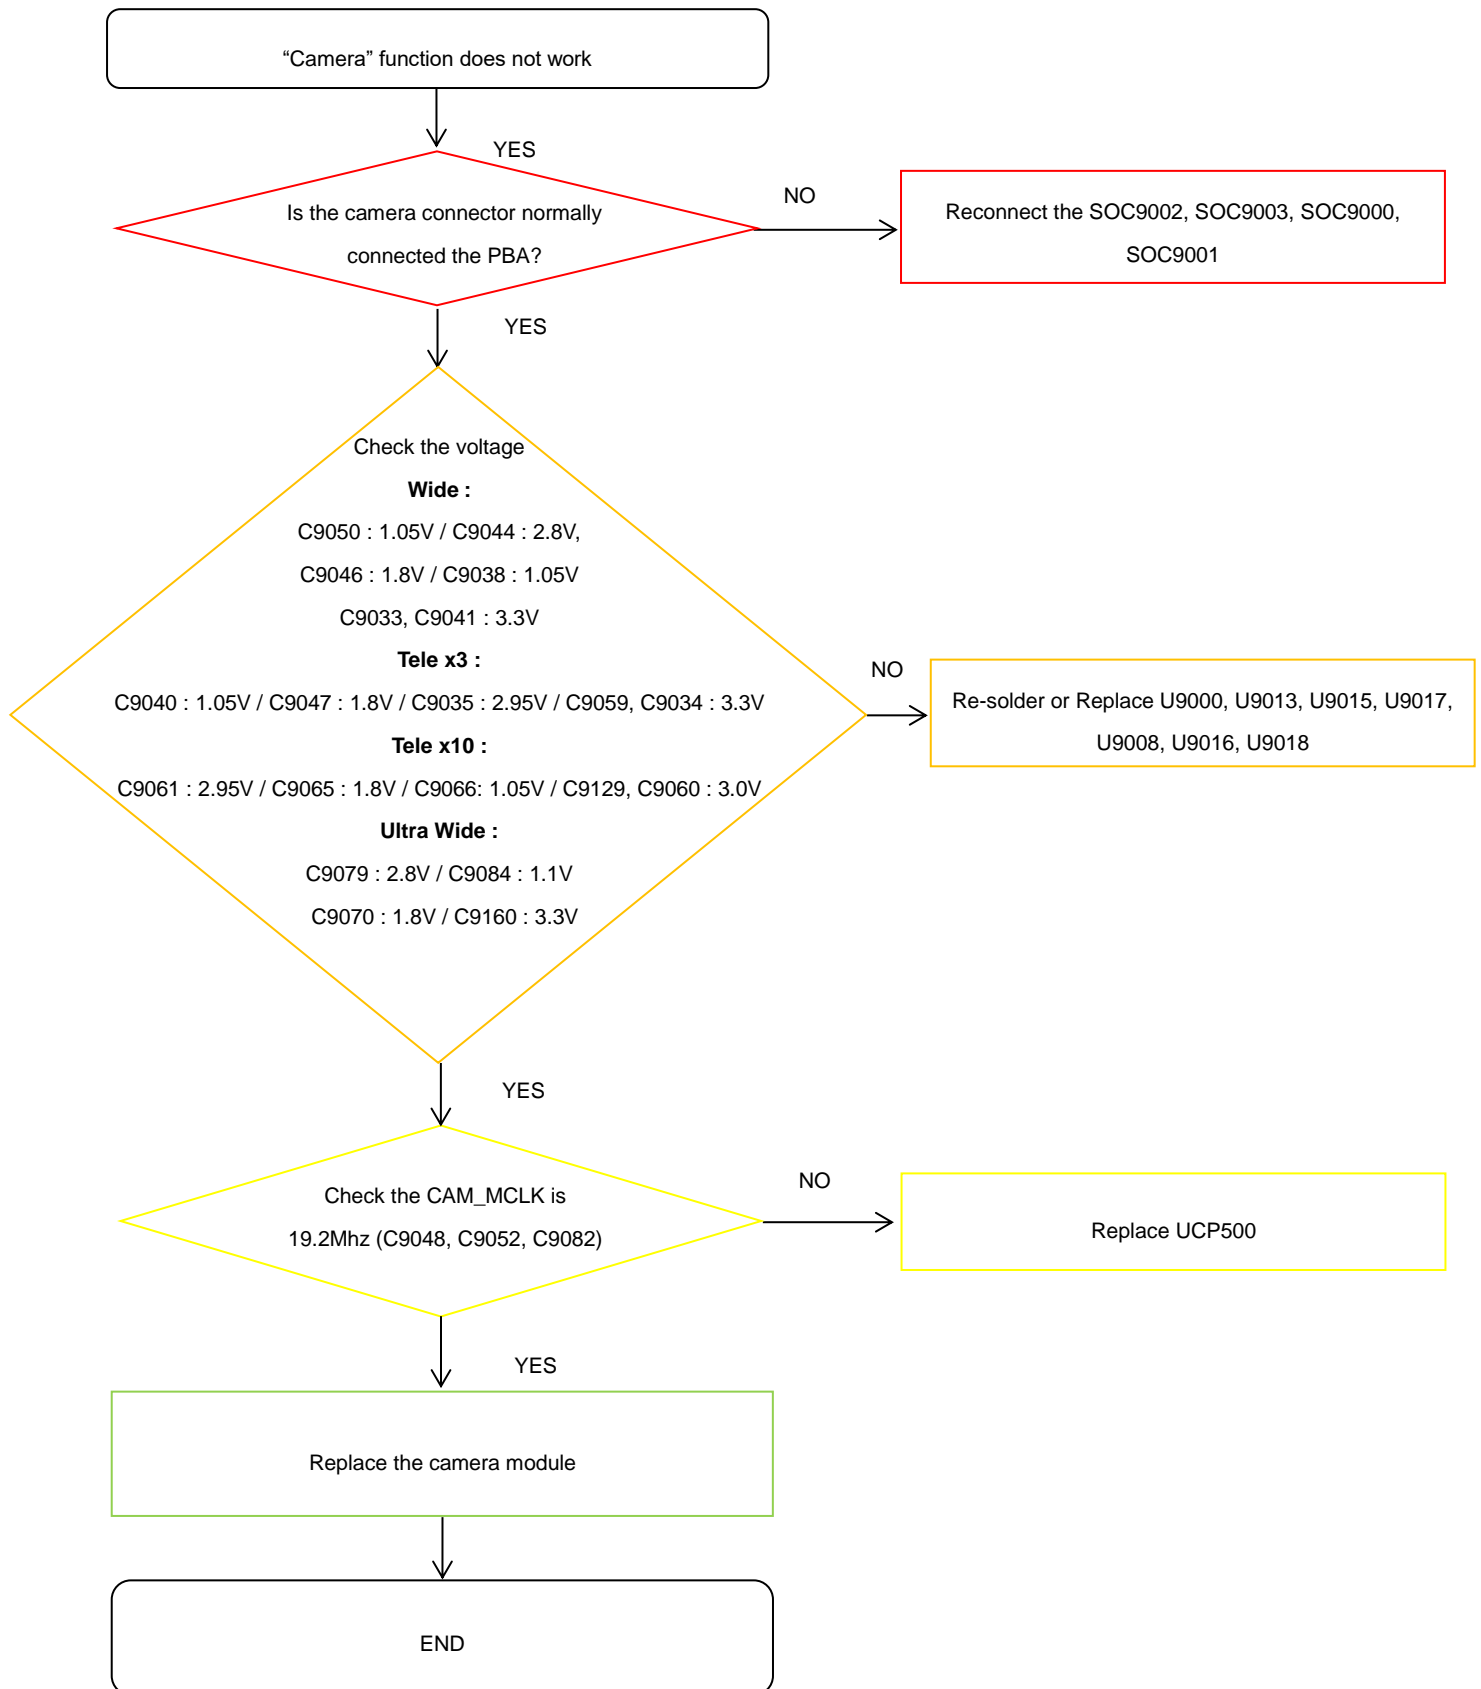 “Camera” function does not work
YES
Is the camera connector normally
connected the PBA?
NO
Reconnect the SOC9002, SOC9003, SOC9000,
SOC9001
YES
Check the voltage
Wide :
C9050 : 1.05V / C9044 : 2.8V,
C9046 : 1.8V / C9038 : 1.05V
C9033, C9041 : 3.3V
Tele x3 :
C9040 : 1.05V / C9047 : 1.8V / C9035 : 2.95V / C9059, C9034 : 3.3V
Tele x10 :
C9061 : 2.95V / C9065 : 1.8V / C9066: 1.05V / C9129, C9060 : 3.0V
Ultra Wide :
C9079 : 2.8V / C9084 : 1.1V
C9070 : 1.8V / C9160 : 3.3V
NO
Re-solder or Replace U9000, U9013, U9015, U9017,
U9008, U9016, U9018
YES
Check the CAM_MCLK is
19.2Mhz (C9048, C9052, C9082)
NO
Replace UCP500
YES
Replace the camera module
END